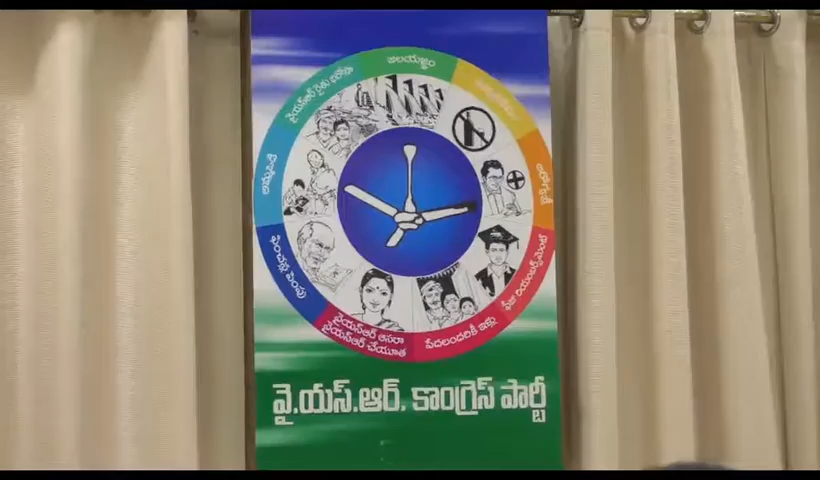 జలయజ్ఞం
ఆరోగ్యశ్రీ
ఫీజు రీయింబర్స్‌మెంట్
పేదలందరికీ ఇళ్లు
వైయస్ఆర్ ఆసరా
వైయస్ఆర్ చేయూత
పించన్ల పెంపు
అమ్మఒడి
వైయస్ఆర్ రైతు భరోసా
వై.యస్.ఆర్. కాంగ్రెస్ పార్టీ